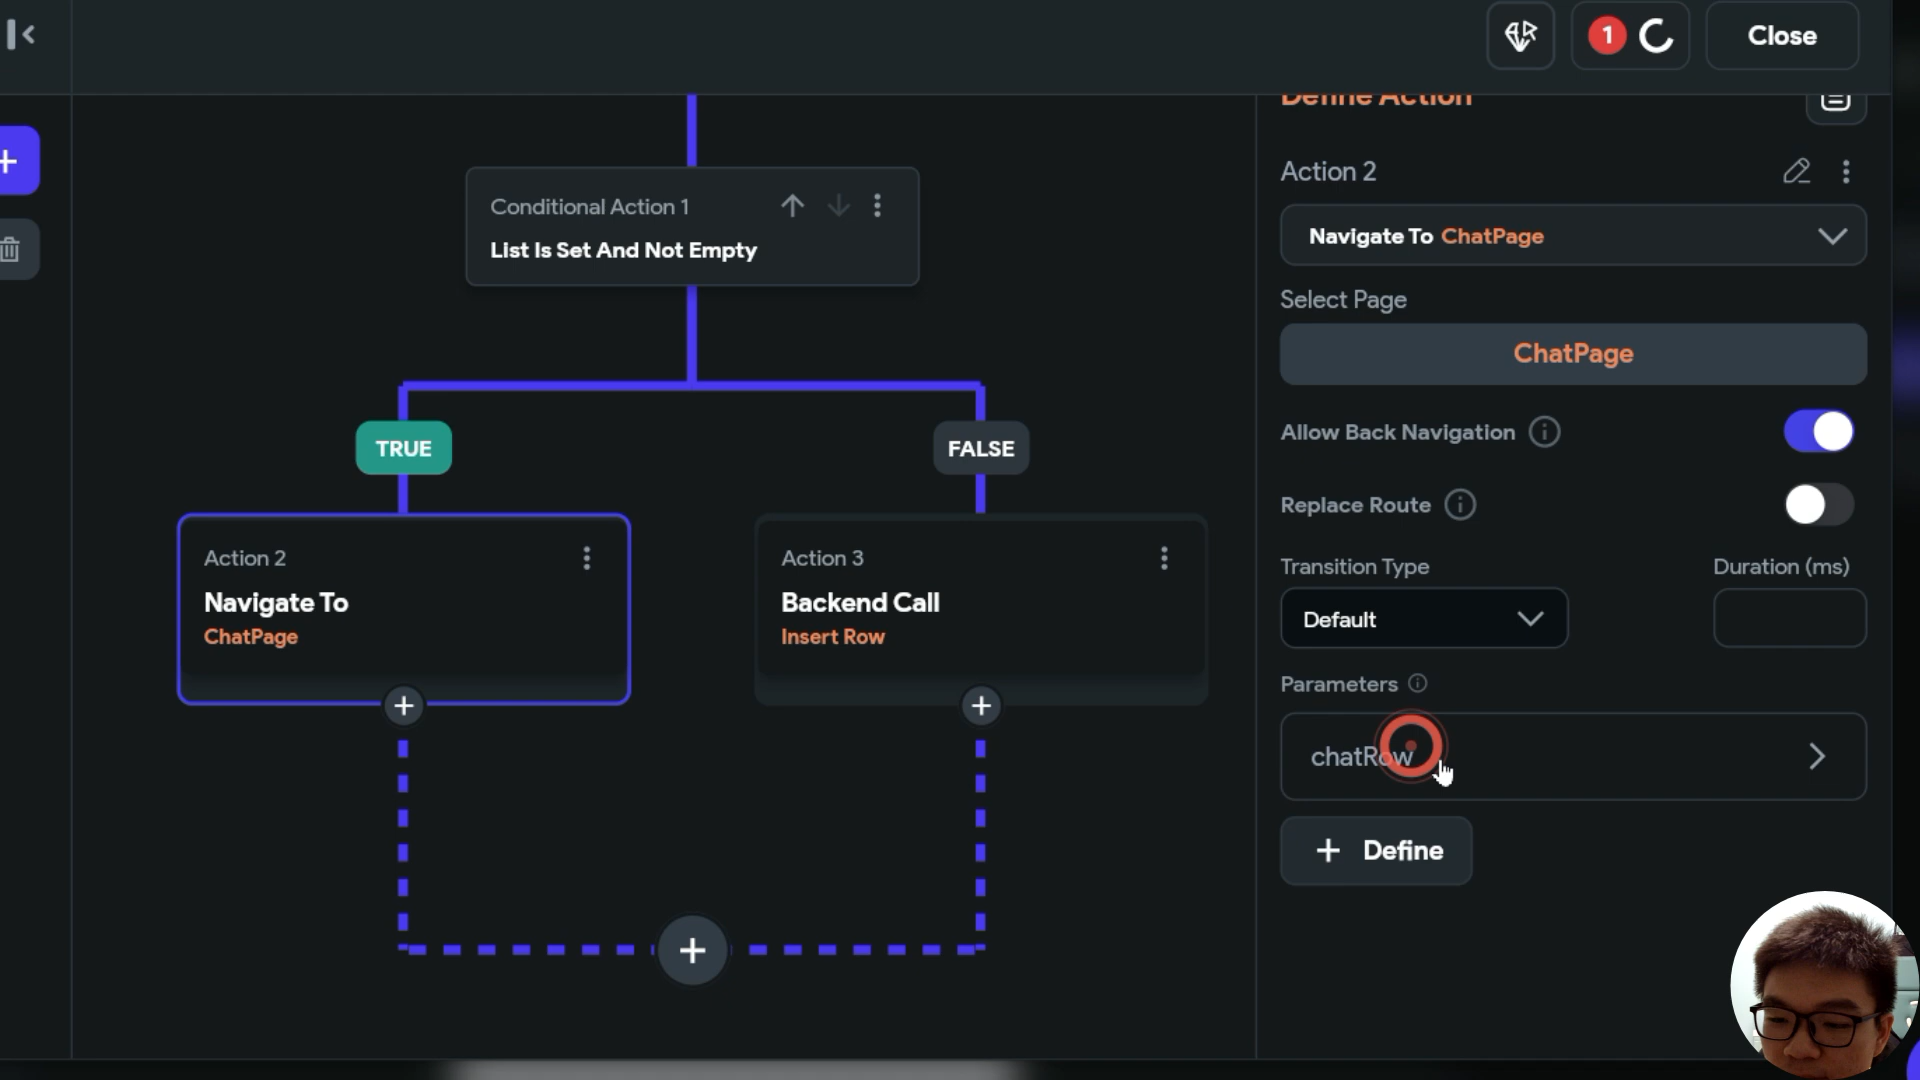 1
Close
Define Action
Conditional Action 1
List Is Set And Not Empty
TRUE
FALSE
Action 2
Navigate To
ChatPage
Action 3
Backend Call
Insert Row
Action 2
Navigate To ChatPage
Select Page
ChatPage
Allow Back Navigation
Replace Route
Transition Type
Duration (ms)
Default
Parameters
chatRow
+ Define